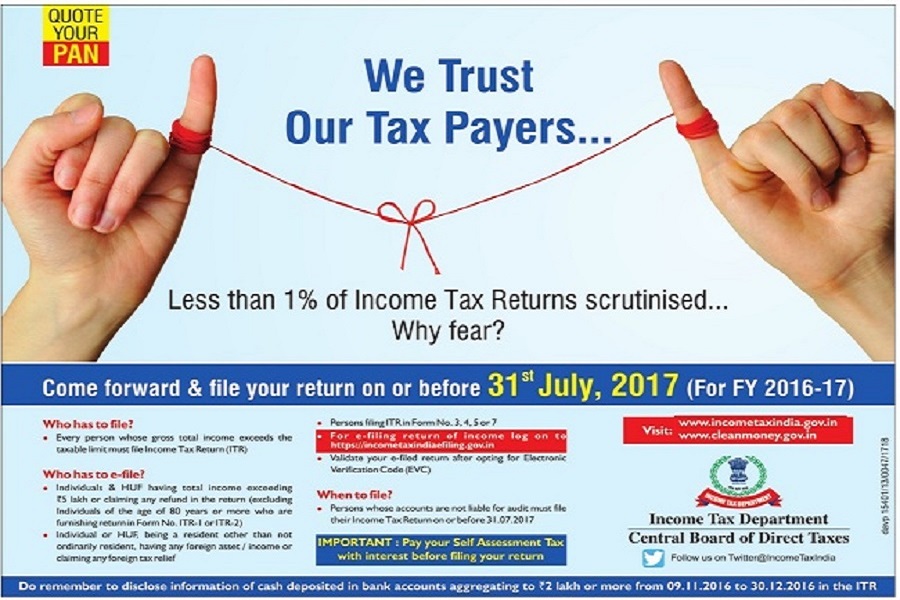 QUOTE
YOUR
PAN
We Trust
Our Tax Payers...
Less than 1% of Income Tax Returns scrutinised...
Why fear?
Come forward & file your return on or before 31st July, 2017 (For FY 2016-17)
Who has to file?
• Every person whose gross total income exceeds the
taxable limit must file Income Tax Return (ITR)
Who has to e-file?
• Individuals & HUF having total income exceeding
₹5 lakh or claiming any refund in the return (excluding
Individuals of the age of 80 years or more who are
furnishing return in Form No. ITR-1 or ITR-2)
• Individual or HUF, being a resident other than not
ordinarily resident, having any foreign asset / income or
claiming any foreign tax relief
• Persons filing ITR in Form No. 3, 4, 5 or 7
• For e-filing return of income log on to
https://incometaxindiaefiling.gov.in
• Validate your e-filed return after opting for Electronic
Verification Code (EVC)
When to file?
• Persons whose accounts are not liable for audit must file
their Income Tax Return on or before 31.07.2017
IMPORTANT : Pay your Self Assessment Tax
with interest before filing your return
Visit: www.incometaxindia.gov.in
www.cleanmoney.gov.in
INCOME TAX DEPARTMENT
Income Tax Department
Central Board of Direct Taxes
Follow us on Twitter@IncomeTaxIndia
davp 15401/13/0047/1718
Do remember to disclose information of cash deposited in bank accounts aggregating to ₹2 lakh or more from 09.11.2016 to 30.12.2016 in the ITR